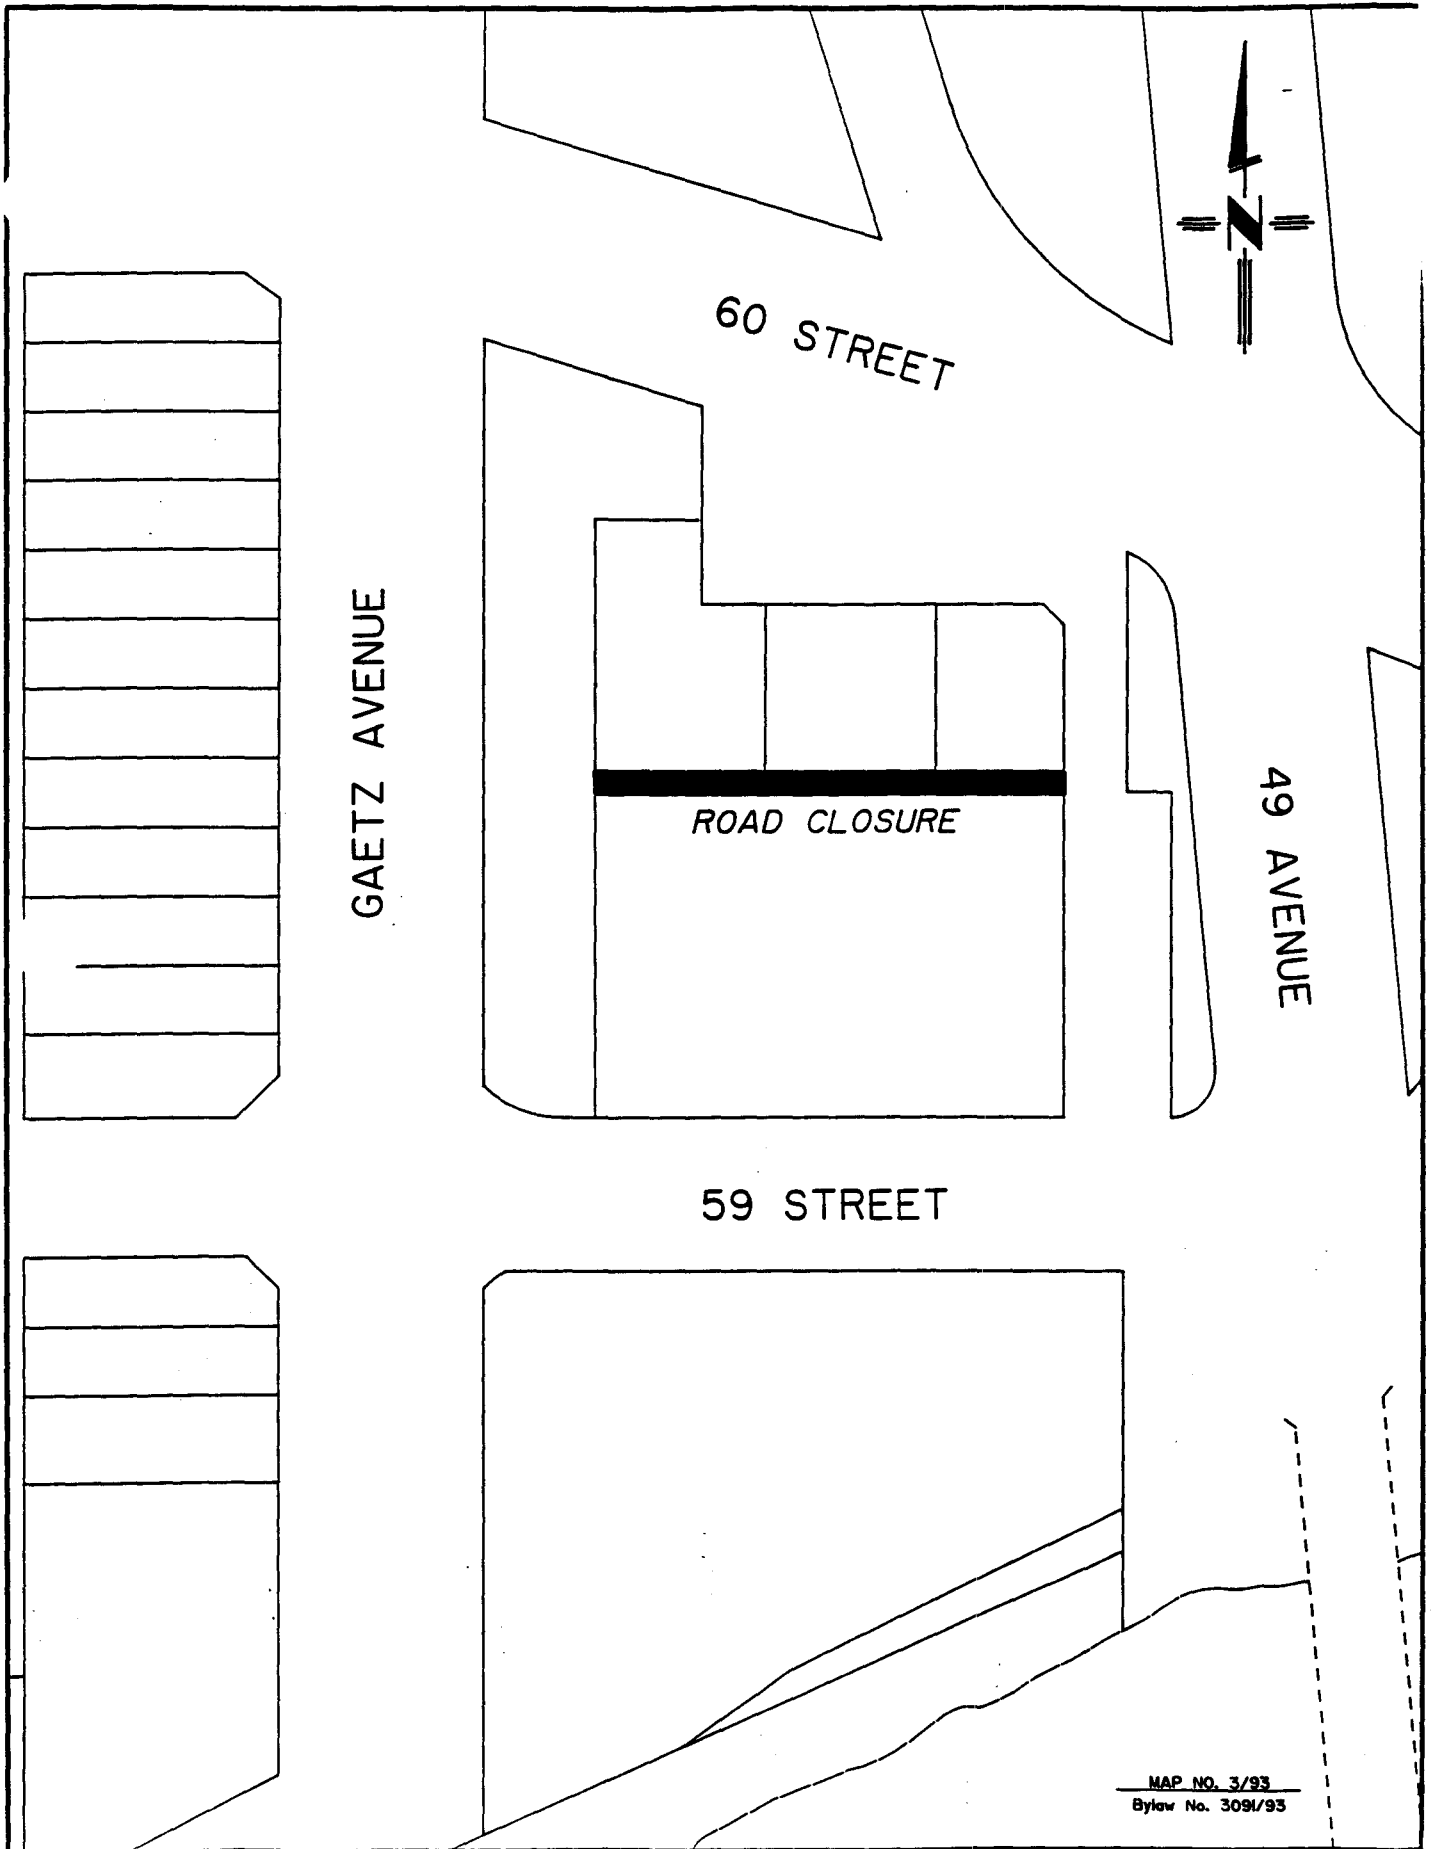 N
60 STREET
GAETZ AVENUE
ROAD CLOSURE
49 AVENUE
59 STREET
MAP NO. 3/93
Bylaw No. 3091/93